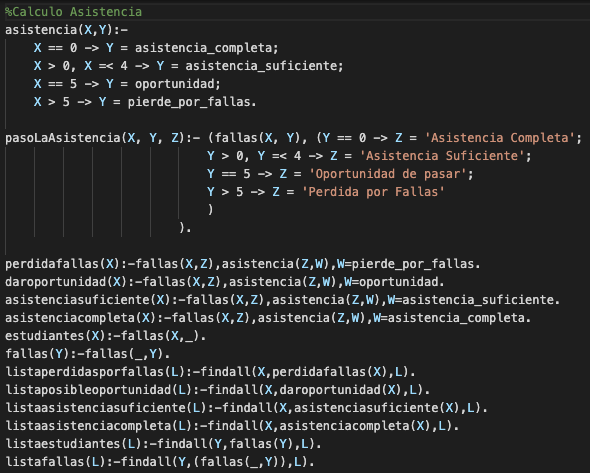 %Calculo Asistencia
asistencia(X,Y):-
    X == 0 -> Y = asistencia_completa;
    X > 0, X =< 4 -> Y = asistencia_suficiente;
    X == 5 -> Y = oportunidad;
    X > 5 -> Y = pierde_por_fallas.

pasoLaAsistencia(X, Y, Z):- (fallas(X, Y), (Y == 0 -> Z = 'Asistencia Completa';
                            Y > 0, Y =< 4 -> Z = 'Asistencia Suficiente';
                            Y == 5 -> Z = 'Oportunidad de pasar';
                            Y > 5 -> Z = 'Perdida por Fallas'
                            )
                        ).

perdidafallas(X):-fallas(X,Z),asistencia(Z,W),W=pierde_por_fallas.
daroportunidad(X):-fallas(X,Z),asistencia(Z,W),W=oportunidad.
asistenciasuficiente(X):-fallas(X,Z),asistencia(Z,W),W=asistencia_suficiente.
asistenciacompleta(X):-fallas(X,Z),asistencia(Z,W),W=asistencia_completa.
estudiantes(X):-fallas(X,_).
fallas(Y):-fallas(_,Y).
listaperdidasporfallas(L):-findall(X,perdidafallas(X),L).
listaposibleoportunidad(L):-findall(X,daroportunidad(X),L).
listaasistenciasuficiente(L):-findall(X,asistenciasuficiente(X),L).
listaasistenciacompleta(L):-findall(X,asistenciacompleta(X),L).
listaestudiantes(L):-findall(Y,fallas(Y),L).
listafallas(L):-findall(Y,(fallas(_,Y)),L).